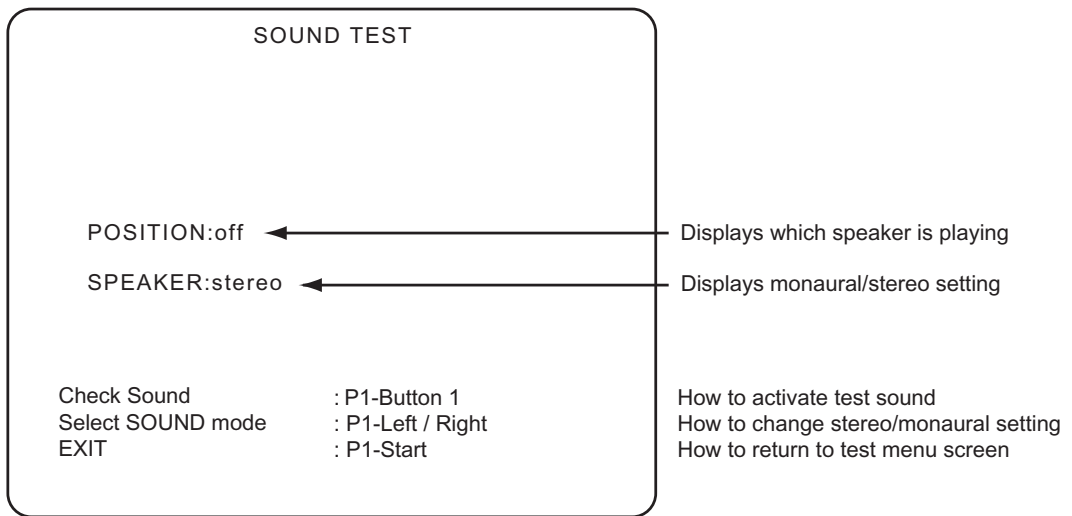 SOUND TEST
POSITION:off
Displays which speaker is playing
SPEAKER:stereo
Displays monaural/stereo setting
Check Sound : P1-Button 1 How to activate test sound
Select SOUND mode : P1-Left / Right How to change stereo/monaural setting
EXIT : P1-Start How to return to test menu screen